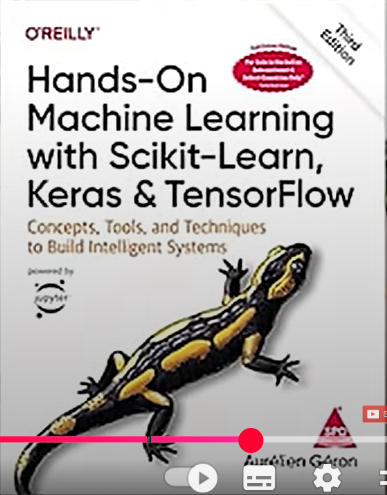 O'REILLY
Third
Edition
Hands-On
Machine Learning
with Scikit-Learn,
Keras & TensorFlow
Concepts, Tools, and Techniques
to Build Intelligent Systems
powered by
jupyter
SPD
Aurélien Géron